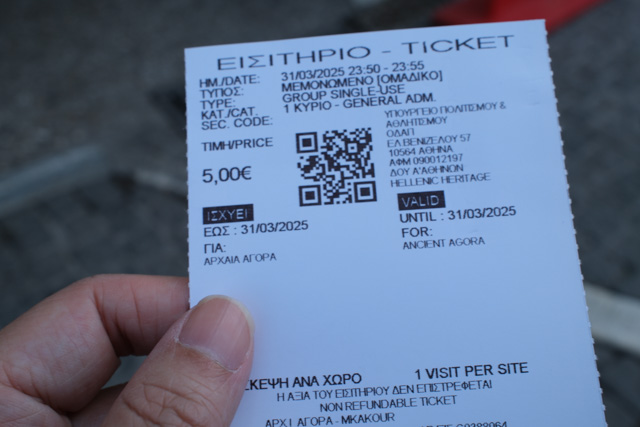 ΕΙΣΙΤΗΡΙΟ - TICKET
ΗΜ./DATE: 31/03/2025 23:50 - 23:55
ΤΥΠΟΣ: ΜΕΜΟΝΩΜΕΝΟ [ΟΜΑΔΙΚΟ]
TYPE: GROUP SINGLE-USE
ΚΑΤ./CAT. 1 ΚΥΡΙΟ - GENERAL ADM.
SEC. CODE:
ΥΠΟΥΡΓΕΙΟ ΠΟΛΙΤΙΣΜΟΥ &
ΑΘΛΗΤΙΣΜΟΥ
ΟΔΑΠ
ΕΛ.ΒΕΝΙΖΕΛΟΥ 57
10564 ΑΘΗΝΑ
ΑΦΜ 090012197
ΔΟΥ Α'ΑΘΗΝΩΝ
HELLENIC HERITAGE
ΤΙΜΗ/PRICE
5,00€
ΙΣΧΥΕΙ
ΕΩΣ : 31/03/2025
ΓΙΑ:
ΑΡΧΑΙΑ ΑΓΟΡΑ
VALID
UNTIL : 31/03/2025
FOR:
ANCIENT AGORA
ΣΚΕΨΗ ΑΝΑ ΧΩΡΟ 1 VISIT PER SITE
Η ΑΞΙΑ ΤΟΥ ΕΙΣΙΤΗΡΙΟΥ ΔΕΝ ΕΠΙΣΤΡΕΦΕΤΑΙ
NON REFUNDABLE TICKET
ΑΓΟΡΑ - MKAKOUR